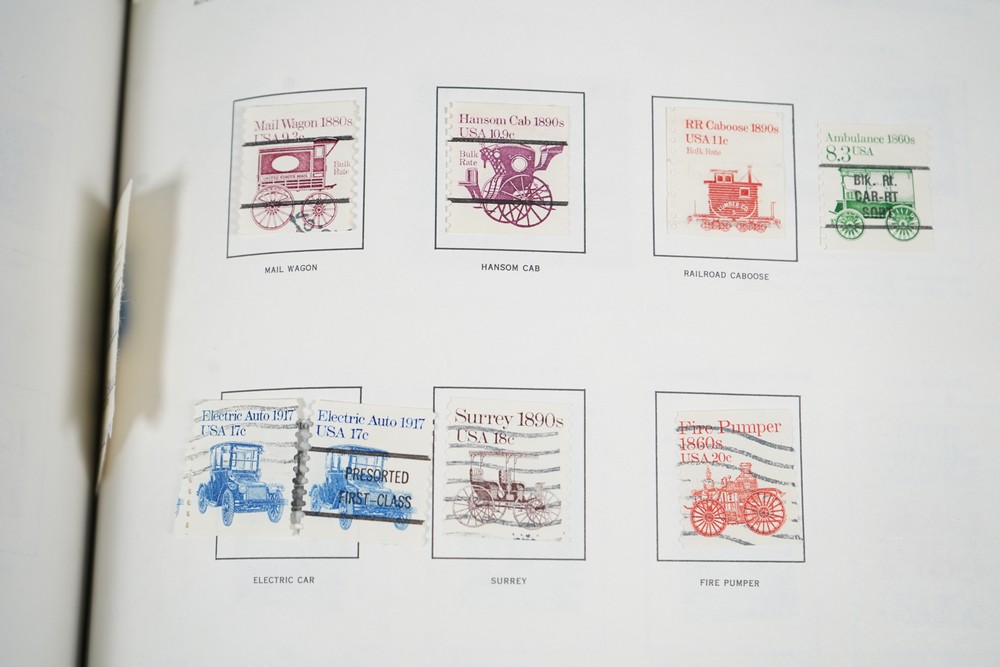 Mail Wagon 1880s
USA 9.3c
Bulk
Rate
UNITED STATES MAIL
MAIL WAGON
Hansom Cab 1890s
USA 10.9c
Bulk
Rate
HANSOM CAB
RR Caboose 1890s
USA 11c
Bulk Rate
RAILROAD CABOOSE
Ambulance 1860s
8.3 USA
Blk. Rt.
CAR-RT
SORT
Electric Auto 1917
USA 17c
Electric Auto 1917
USA 17c
PRESORTED
FIRST-CLASS
ELECTRIC CAR
Surrey 1890s
USA 18c
SURREY
Fire Pumper
1860s
USA 20c
FIRE PUMPER